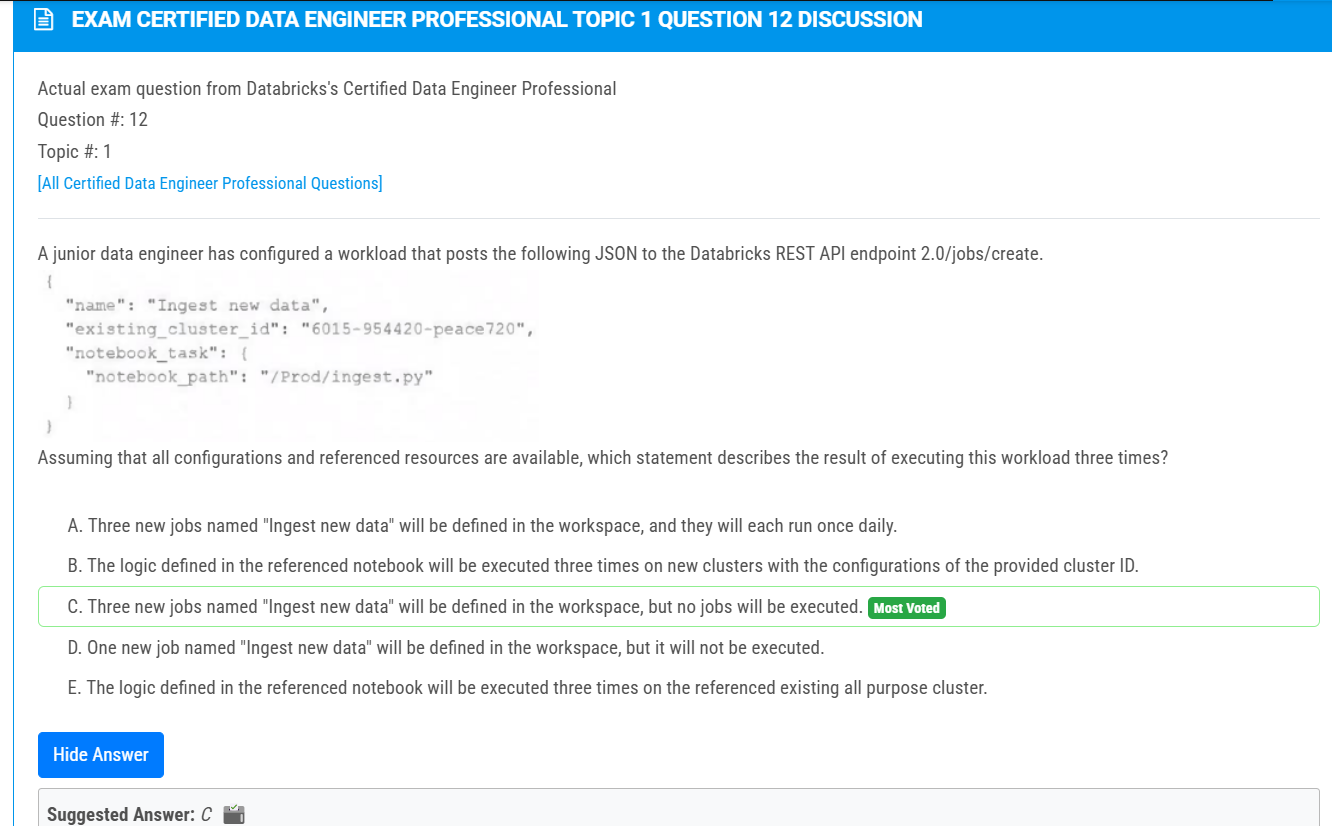 EXAM CERTIFIED DATA ENGINEER PROFESSIONAL TOPIC 1 QUESTION 12 DISCUSSION
Actual exam question from Databricks's Certified Data Engineer Professional
Question #: 12
Topic #: 1
[All Certified Data Engineer Professional Questions]
A junior data engineer has configured a workload that posts the following JSON to the Databricks REST API endpoint 2.0/jobs/create.
{
"name": "Ingest new data",
"existing_cluster_id": "6015-954420-peace720",
"notebook_task": {
"notebook_path": "/Prod/ingest.py"
}
}
Assuming that all configurations and referenced resources are available, which statement describes the result of executing this workload three times?
A. Three new jobs named "Ingest new data" will be defined in the workspace, and they will each run once daily.
B. The logic defined in the referenced notebook will be executed three times on new clusters with the configurations of the provided cluster ID.
C. Three new jobs named "Ingest new data" will be defined in the workspace, but no jobs will be executed. Most Voted
D. One new job named "Ingest new data" will be defined in the workspace, but it will not be executed.
E. The logic defined in the referenced notebook will be executed three times on the referenced existing all purpose cluster.
Hide Answer
Suggested Answer: C